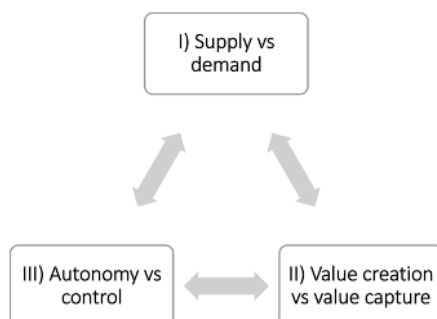 I) Supply vs
demand
III) Autonomy vs
control
II) Value creation
vs value capture